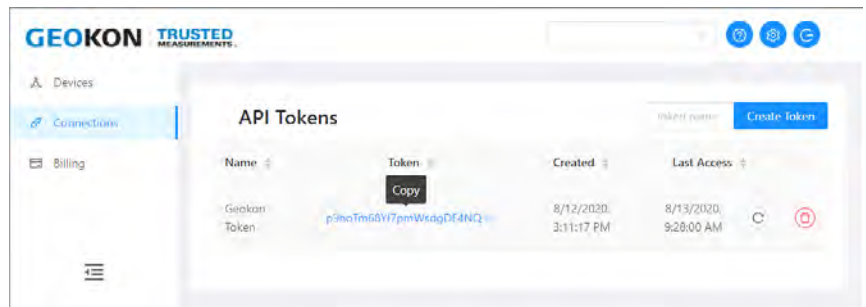 GEOKON TRUSTED
MEASUREMENTS.
Devices
Connections
Billing
API Tokens
token name
Create Token
Name
Token
Created
Last Access
Copy
Geokon
Token
8/12/2020,
3:11:17 PM
8/13/2020,
9:28:00 AM